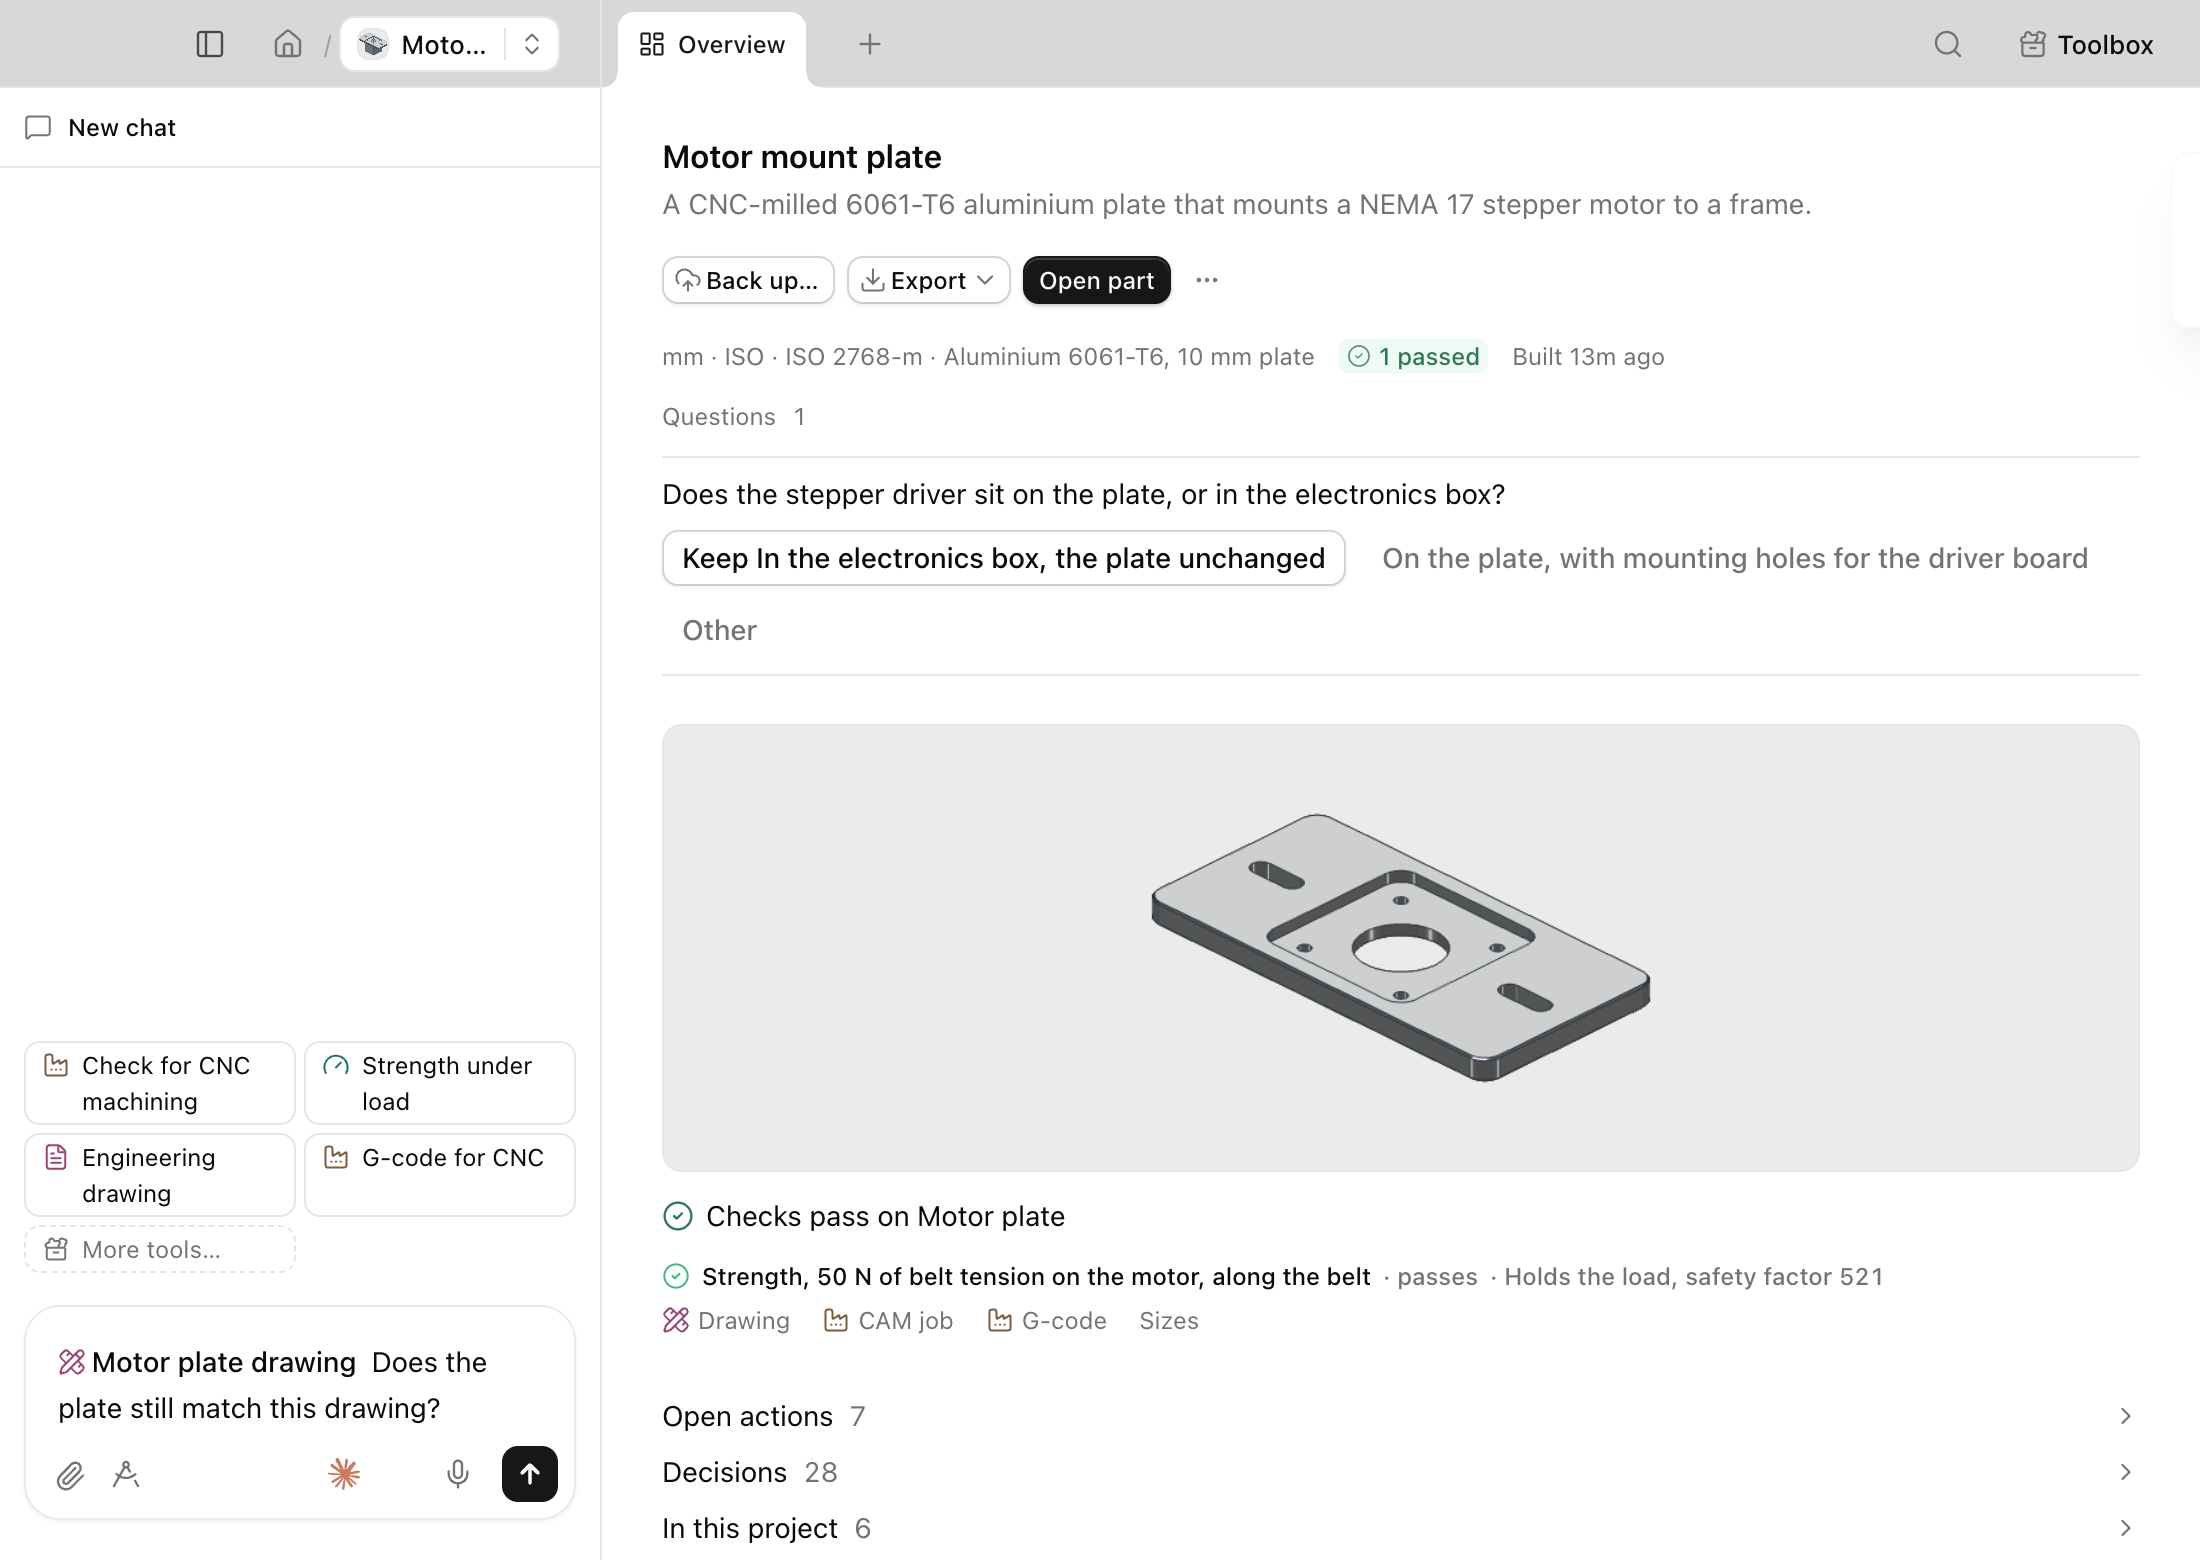 Moto...
Overview
Toolbox
New chat
Motor mount plate
A CNC-milled 6061-T6 aluminium plate that mounts a NEMA 17 stepper motor to a frame.
Back up...
Export
Open part
mm · ISO · ISO 2768-m · Aluminium 6061-T6, 10 mm plate
1 passed
Built 13m ago
Questions 1
Does the stepper driver sit on the plate, or in the electronics box?
Keep In the electronics box, the plate unchanged
On the plate, with mounting holes for the driver board
Other
Checks pass on Motor plate
Strength, 50 N of belt tension on the motor, along the belt · passes · Holds the load, safety factor 521
Drawing
CAM job
G-code
Sizes
Open actions 7
Decisions 28
In this project 6
Check for CNC
machining
Strength under
load
Engineering
drawing
G-code for CNC
More tools...
Motor plate drawing Does the
plate still match this drawing?